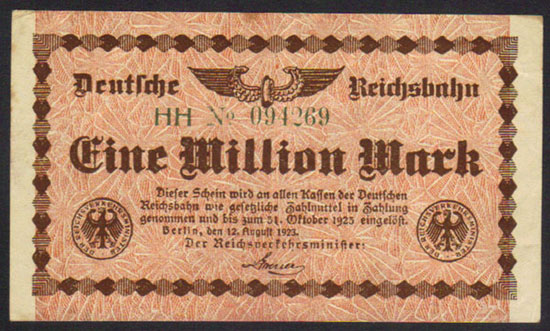 Deutsche Reichsbahn
HH No 094269
Eine Million Mark
Dieser Schein wird an allen Kassen der Deutschen
Reichsbahn wie gesetzliche Zahlmittel in Zahlung
genommen und bis zum 31. Oktober 1923 eingelöst.
Berlin, den 12. August 1923.
Der Reichsverkehrsminister: